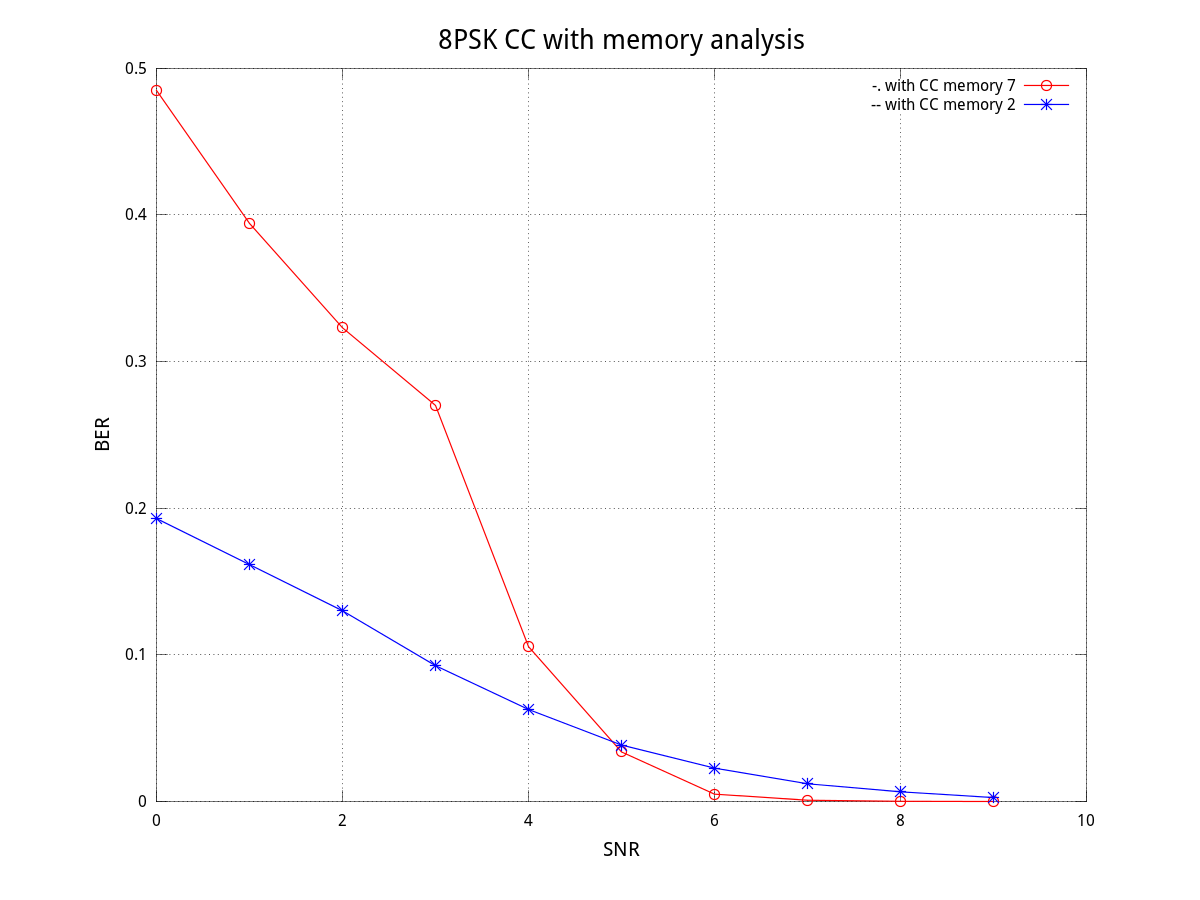 8PSK CC with memory analysis
-. with CC memory 7
-- with CC memory 2
0.5
0.4
0.3
0.2
0.1
0
BER
0 2 4 6 8 10
SNR